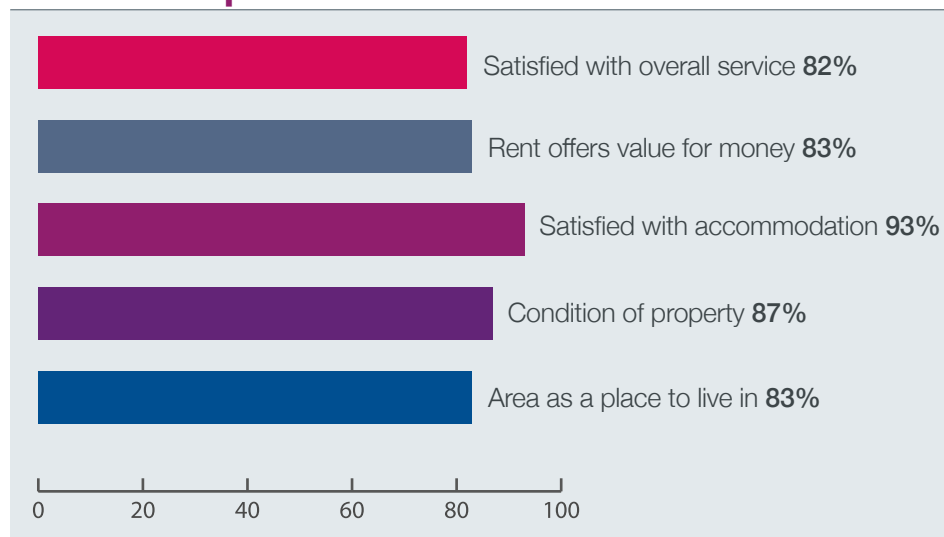 Satisfied with overall service 82%
Rent offers value for money 83%
Satisfied with accommodation 93%
Condition of property 87%
Area as a place to live in 83%
0 20 40 60 80 100